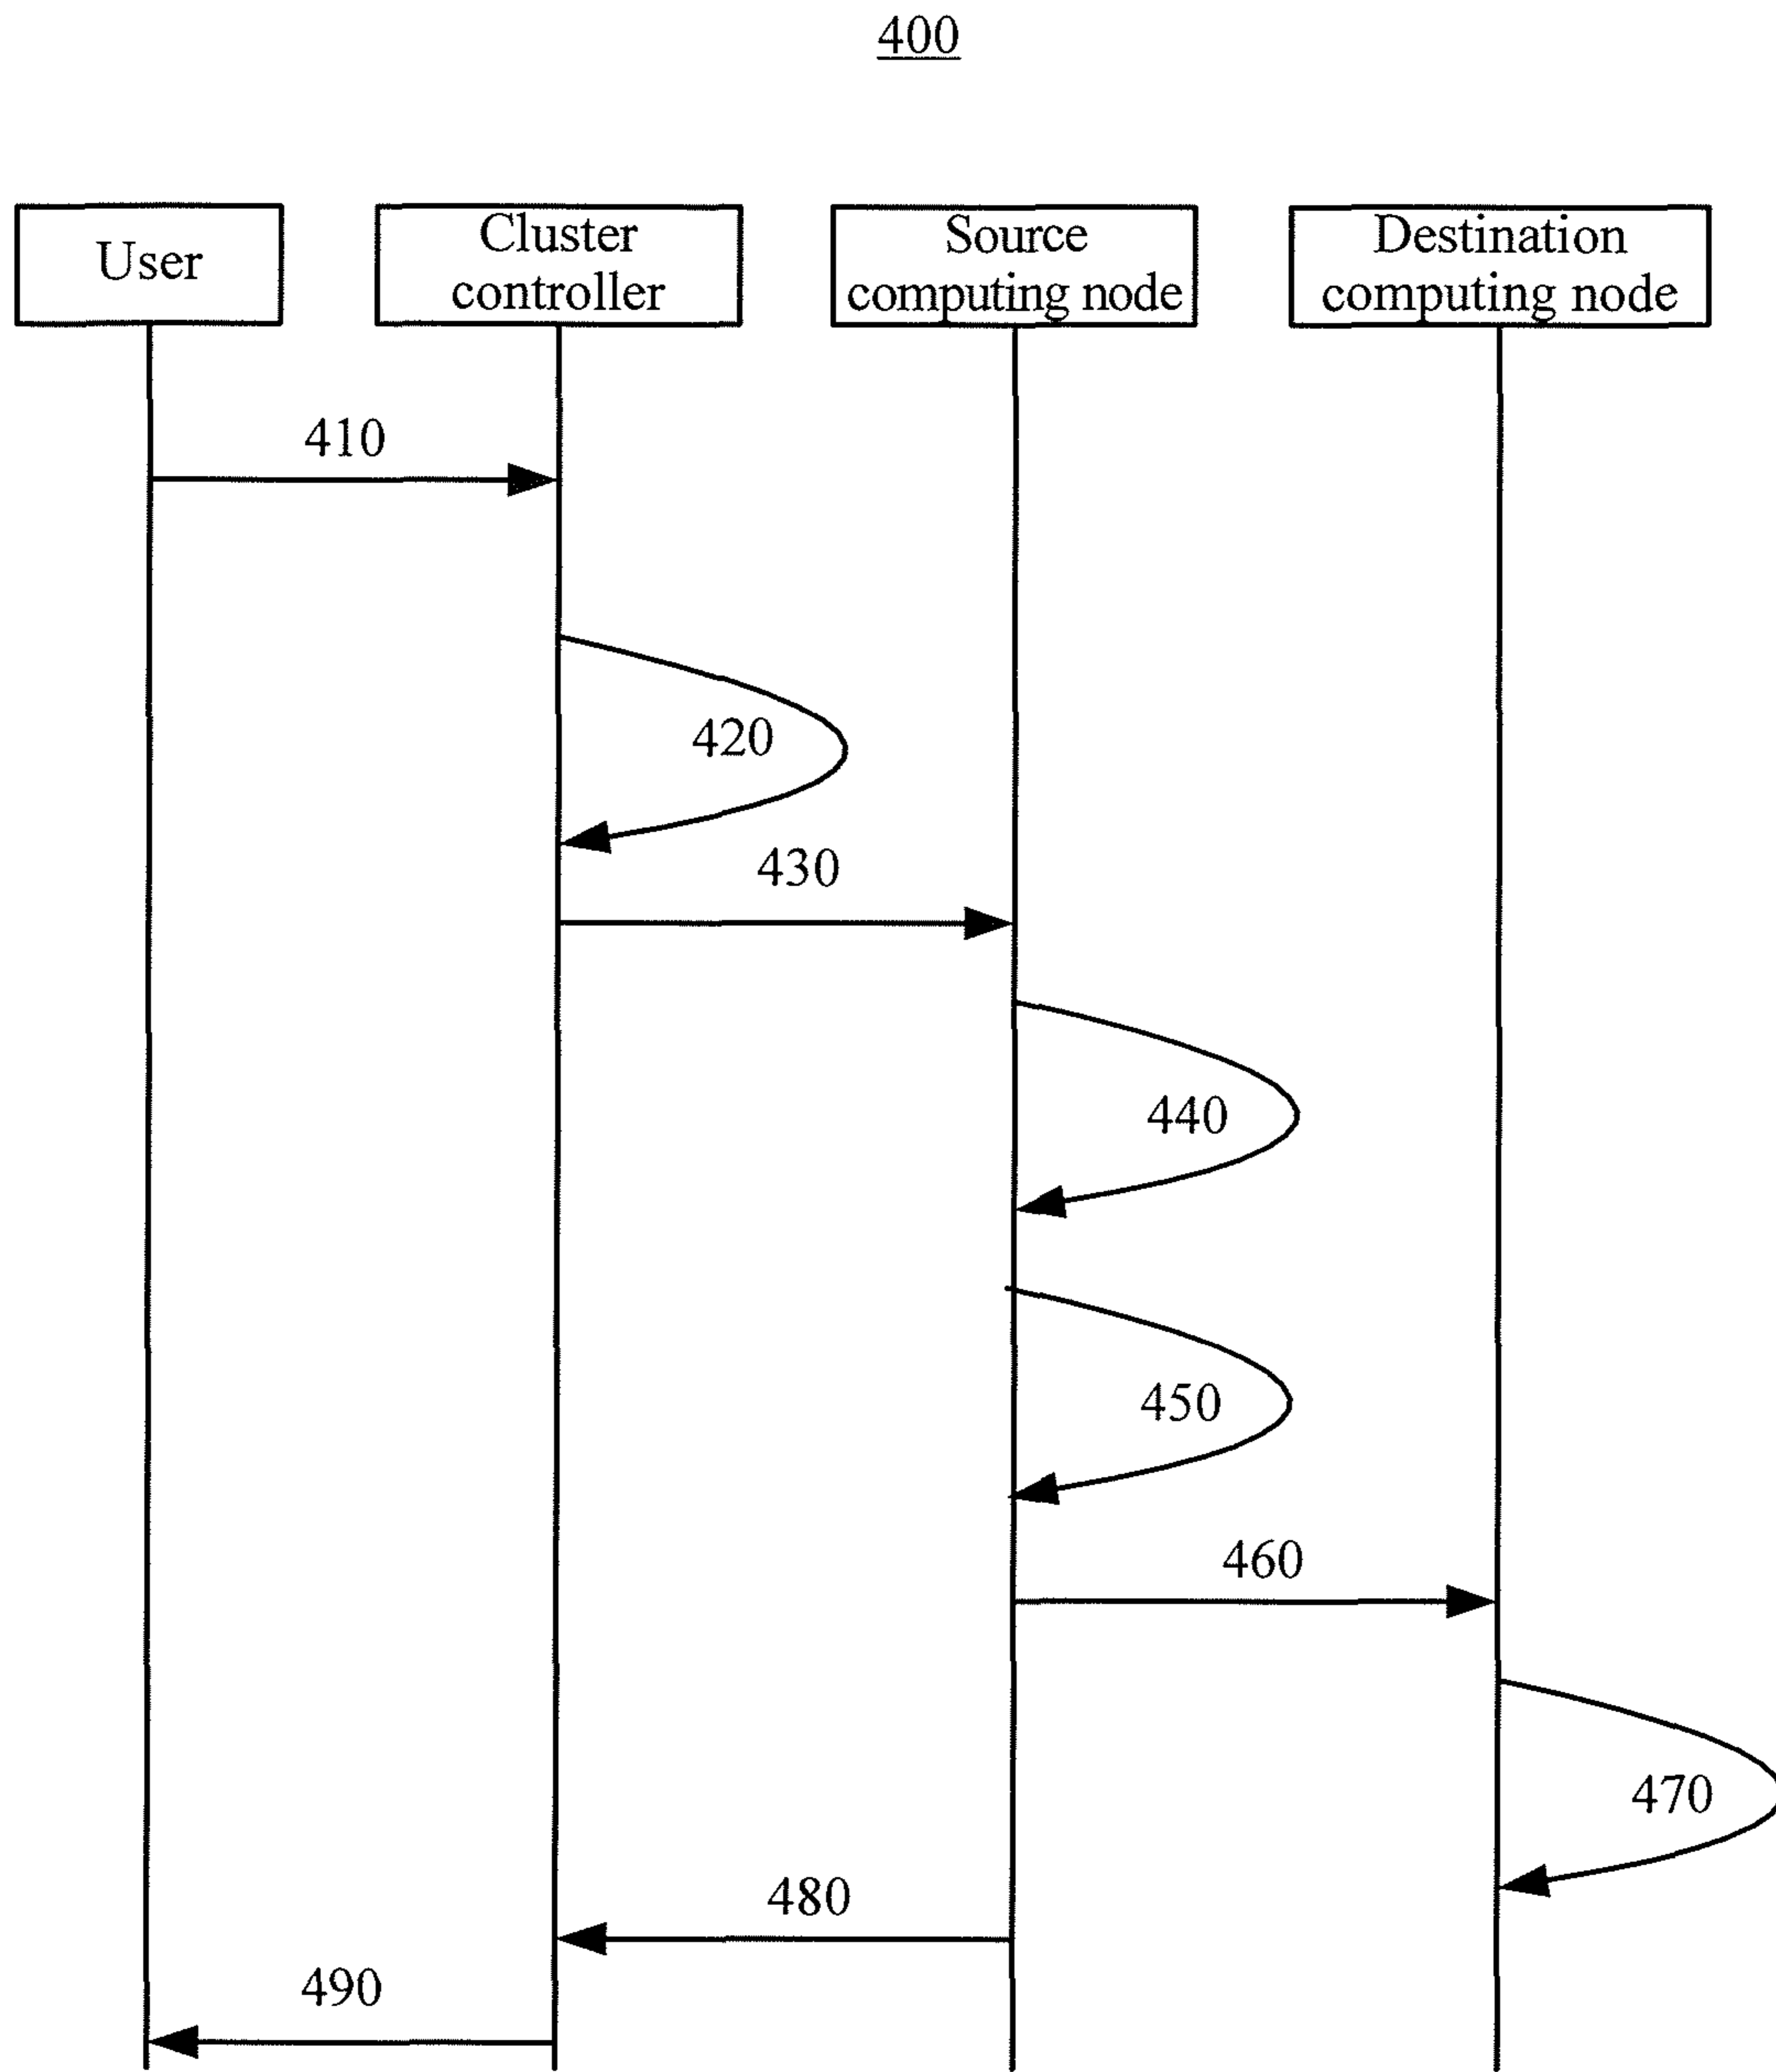 400
User
Cluster
controller
Source
computing node
Destination
computing node
410
420
430
440
450
460
470
480
490